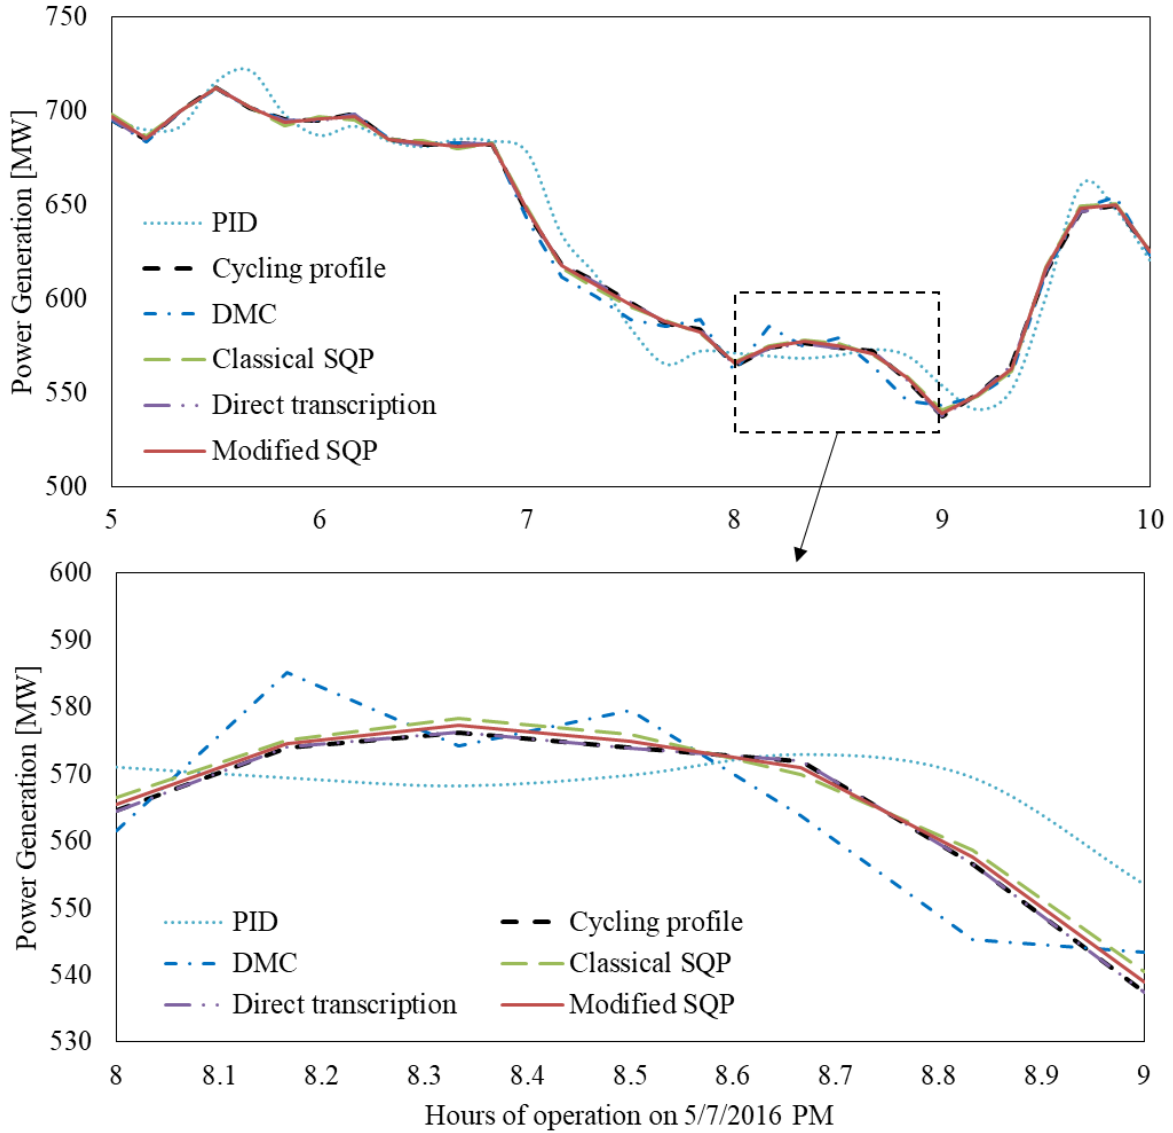 Power Generation [MW]
750
700
650
600
550
500
PID
Cycling profile
DMC
Classical SQP
Direct transcription
Modified SQP
5 6 7 8 9 10
Power Generation [MW]
600
590
580
570
560
550
540
530
PID Cycling profile
DMC Classical SQP
Direct transcription Modified SQP
8 8.1 8.2 8.3 8.4 8.5 8.6 8.7 8.8 8.9 9
Hours of operation on 5/7/2016 PM